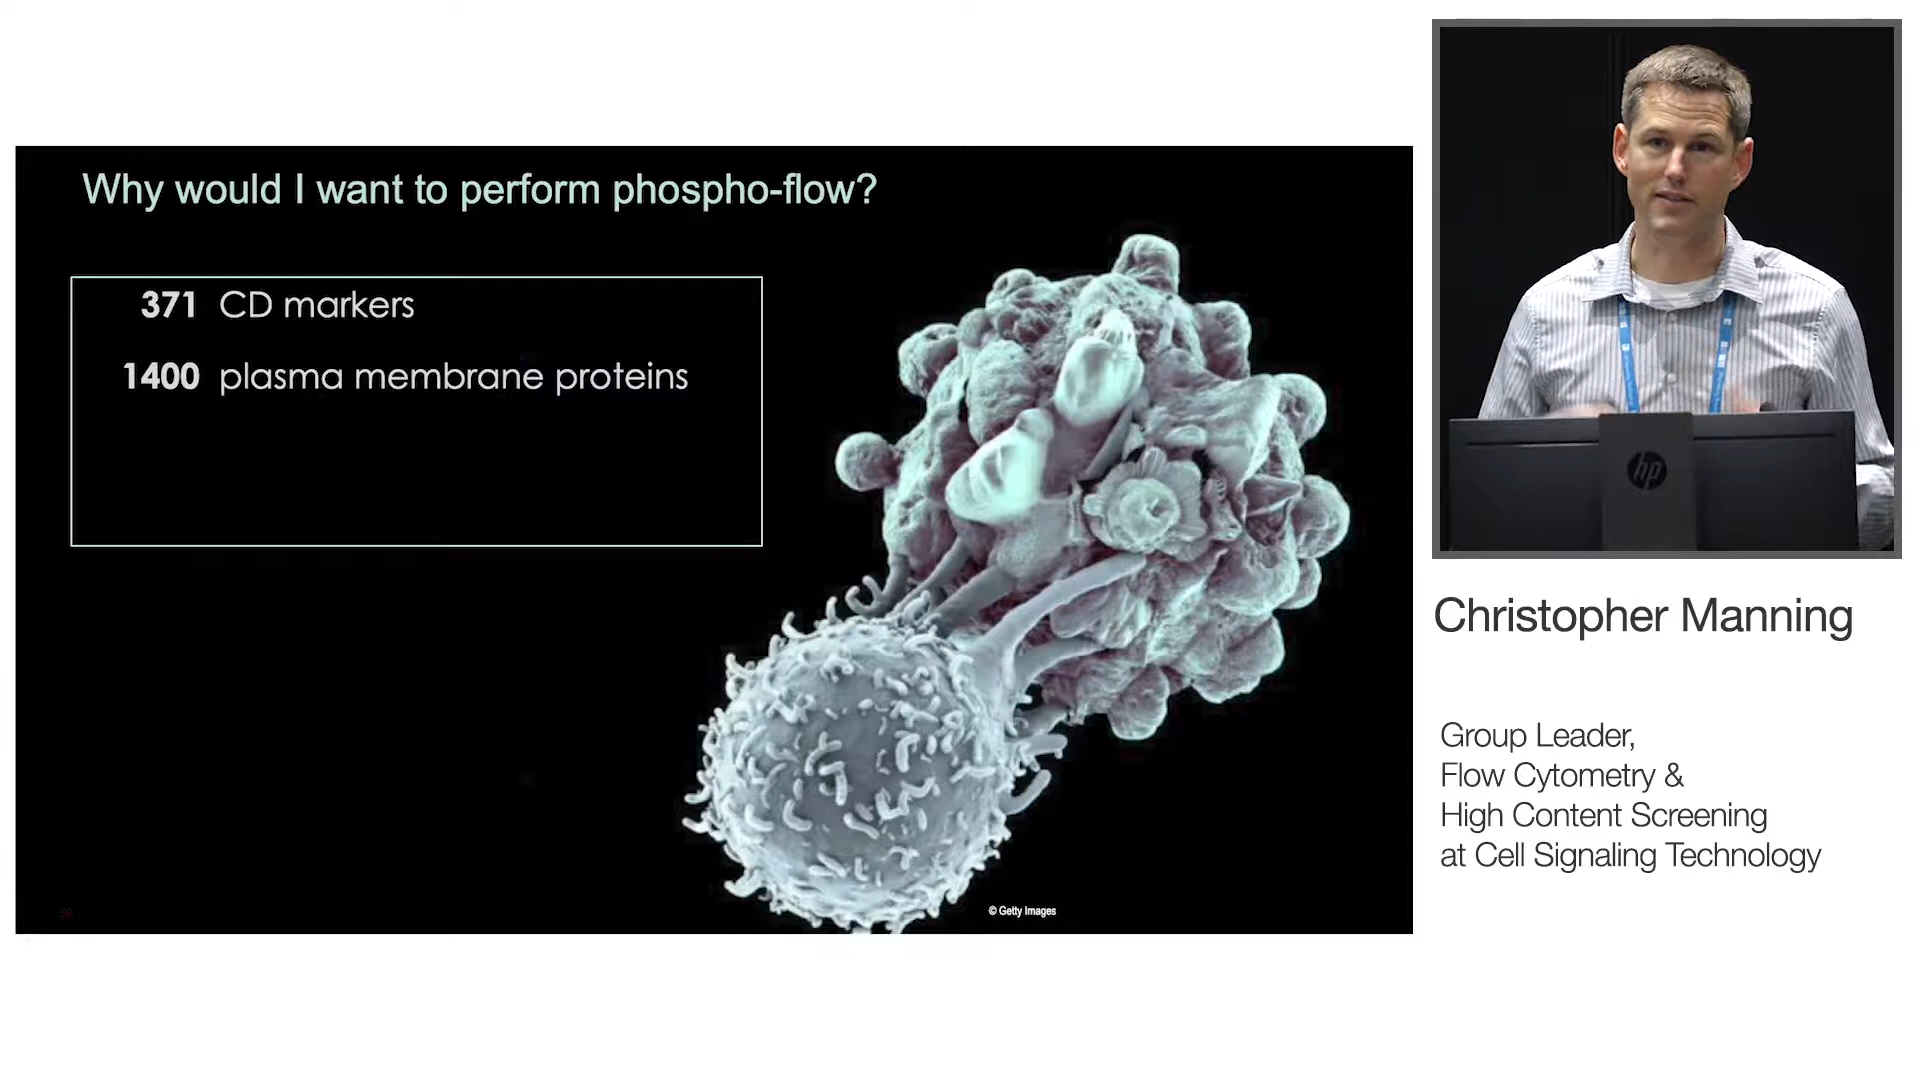 Why would I want to perform phospho-flow?
371 CD markers
1400 plasma membrane proteins
© Getty Images
hp
Christopher Manning
Group Leader,
Flow Cytometry &
High Content Screening
at Cell Signaling Technology